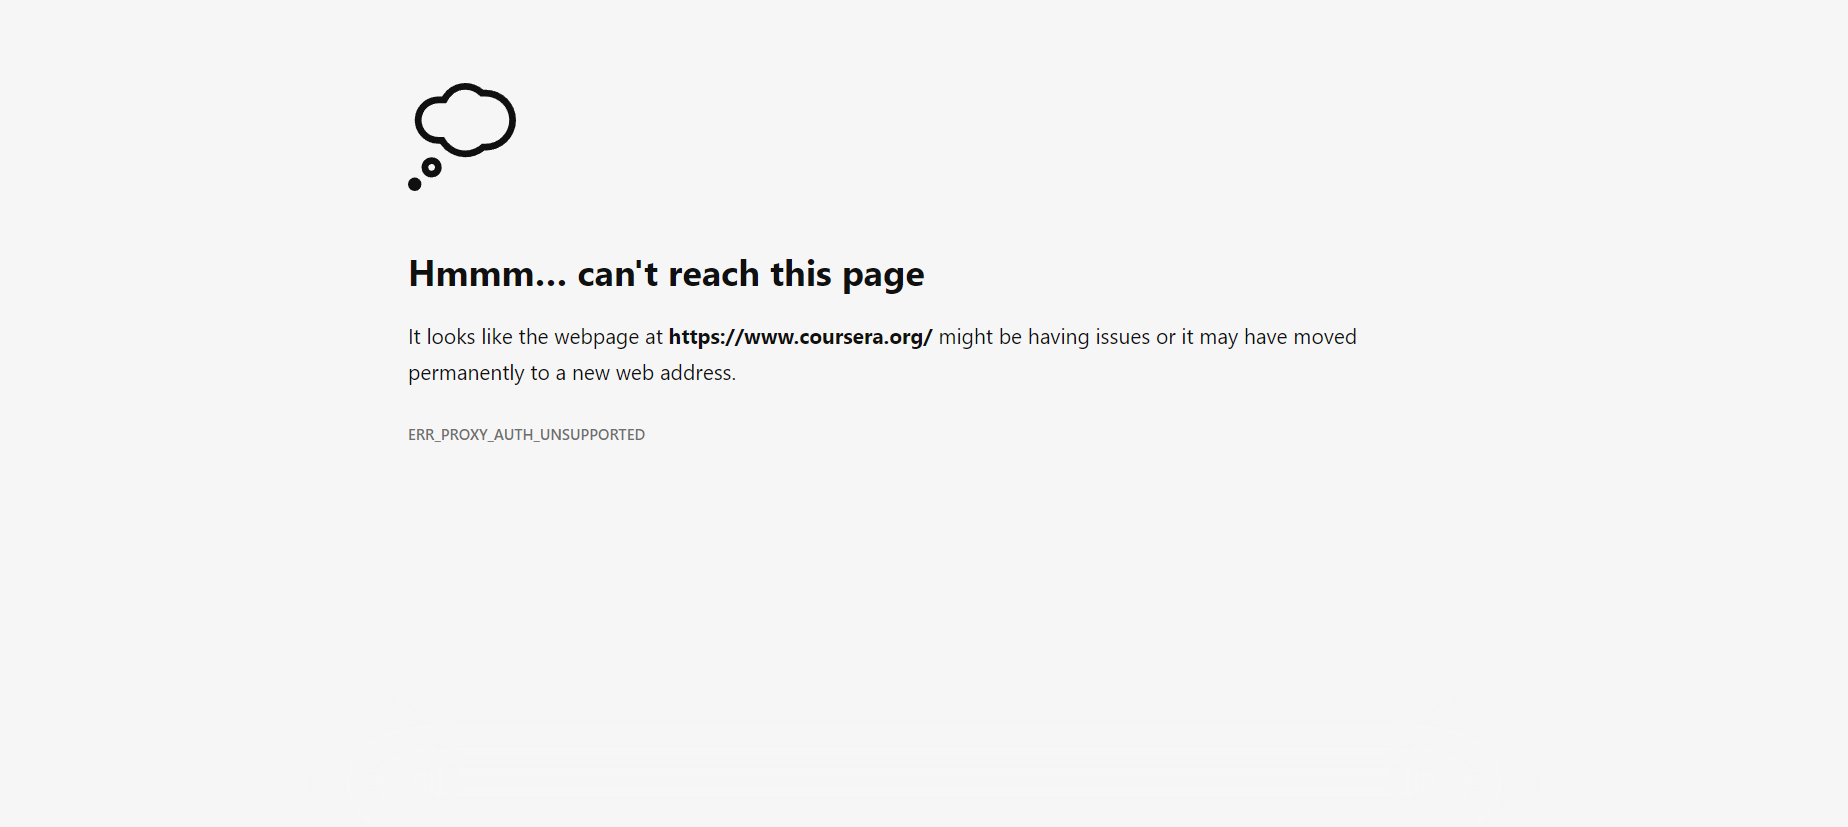 Hmmm... can't reach this page
It looks like the webpage at https://www.coursera.org/ might be having issues or it may have moved
permanently to a new web address.
ERR_PROXY_AUTH_UNSUPPORTED